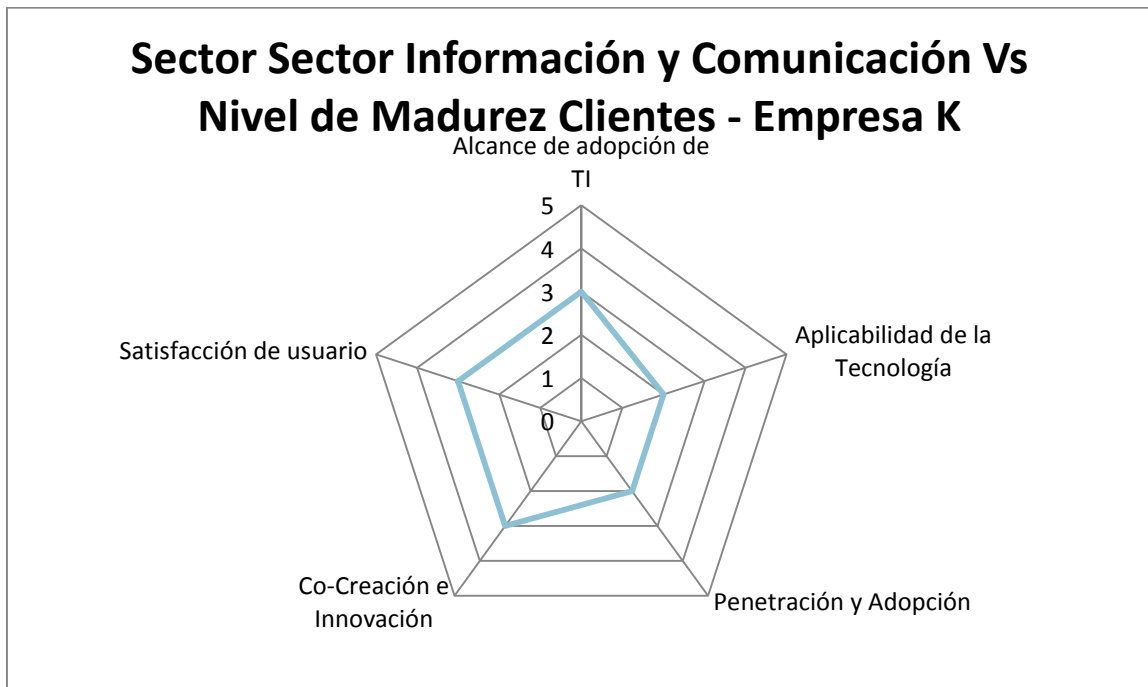 Sector Sector Información y Comunicación Vs
Nivel de Madurez Clientes - Empresa K
Alcance de adopción de
TI
5
4
3
2
1
0
Aplicabilidad de la
Tecnología
Satisfacción de usuario
Co-Creación e
Innovación
Penetración y Adopción